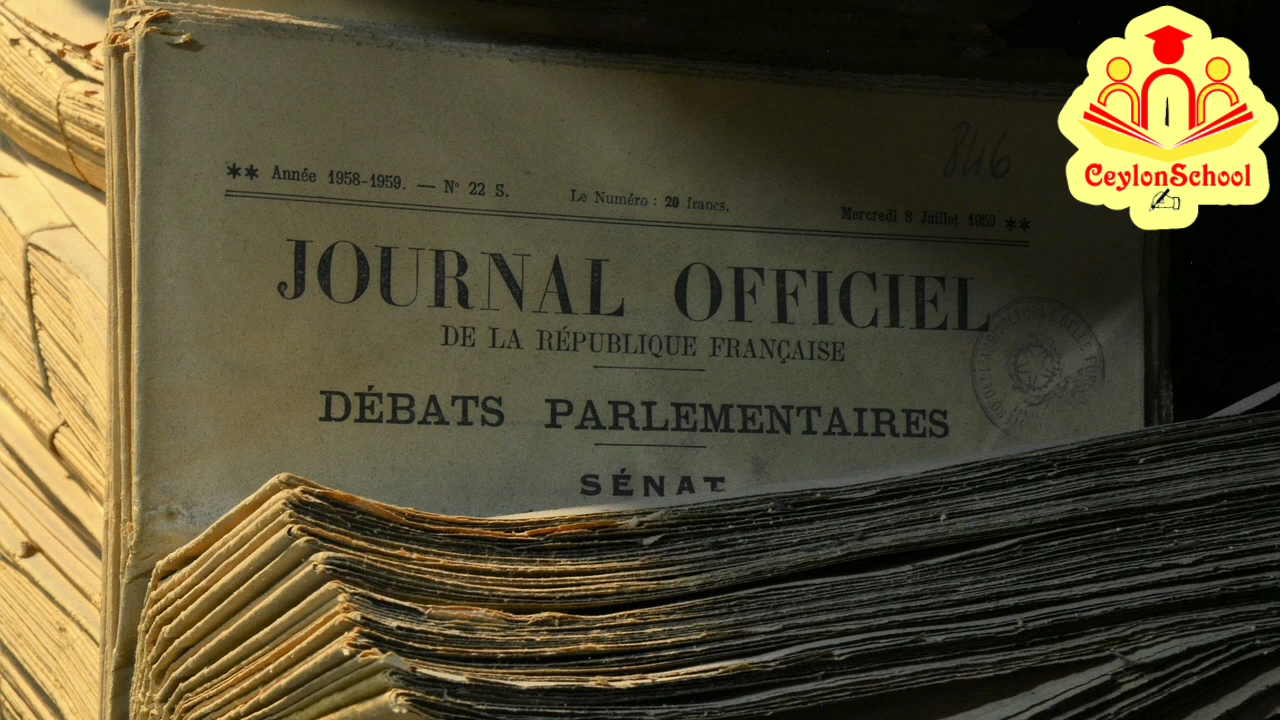 ** Année 1958-1959. — N° 22 S.
Le Numéro : 20 francs.
Mercredi 8 Juillet 1959 **
846
JOURNAL OFFICIEL
DE LA RÉPUBLIQUE FRANÇAISE
DÉBATS PARLEMENTAIRES
SÉNAT
CeylonSchool